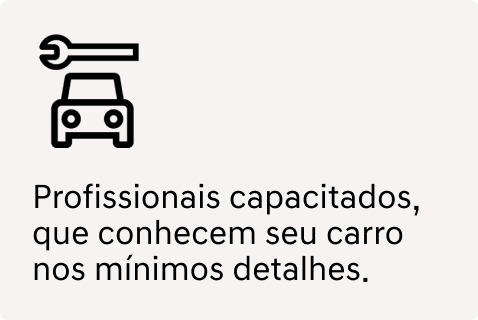 Profissionais capacitados,
que conhecem seu carro
nos mínimos detalhes.